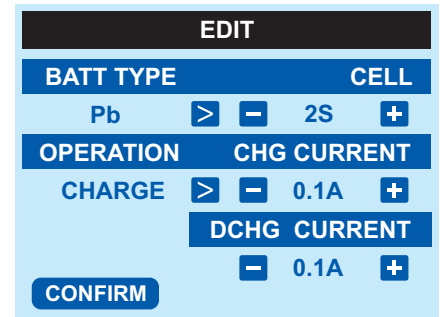 EDIT
BATT TYPE CELL
Pb > - 2S +
OPERATION CHG CURRENT
CHARGE > - 0.1A +
DCHG CURRENT
- 0.1A +
CONFIRM